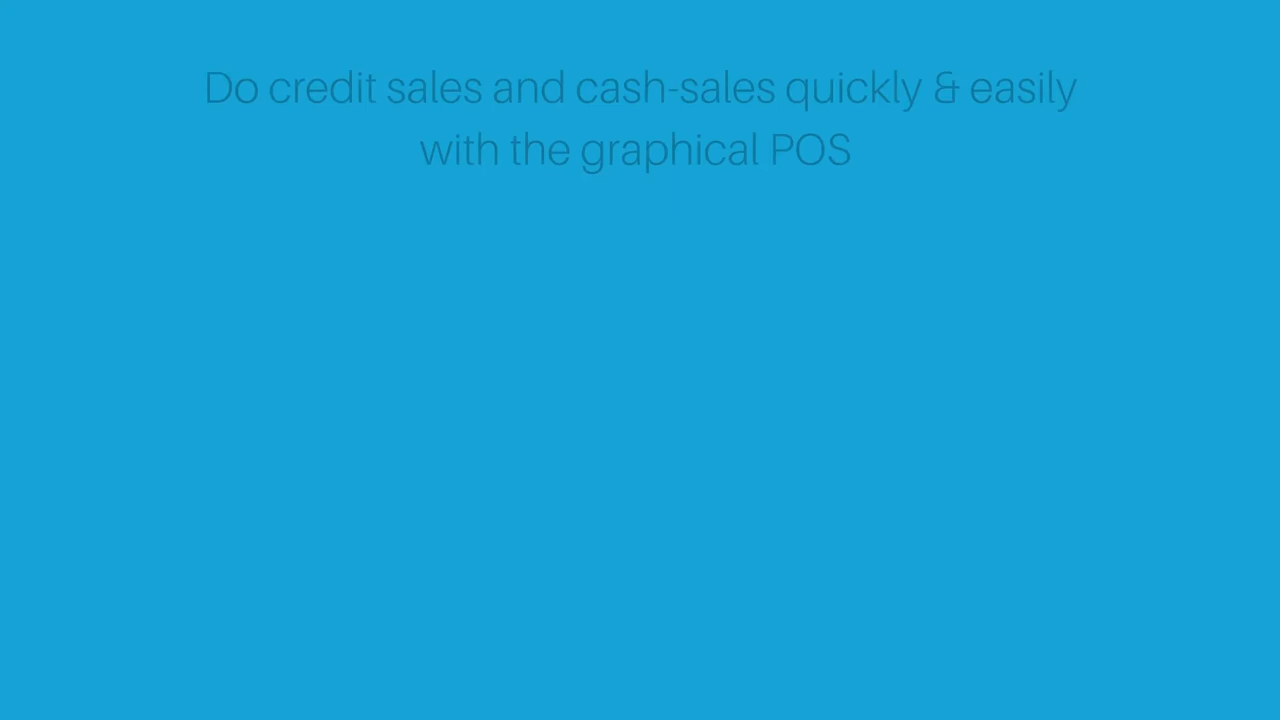 Do credit sales and cash-sales quickly & easily
with the graphical POS